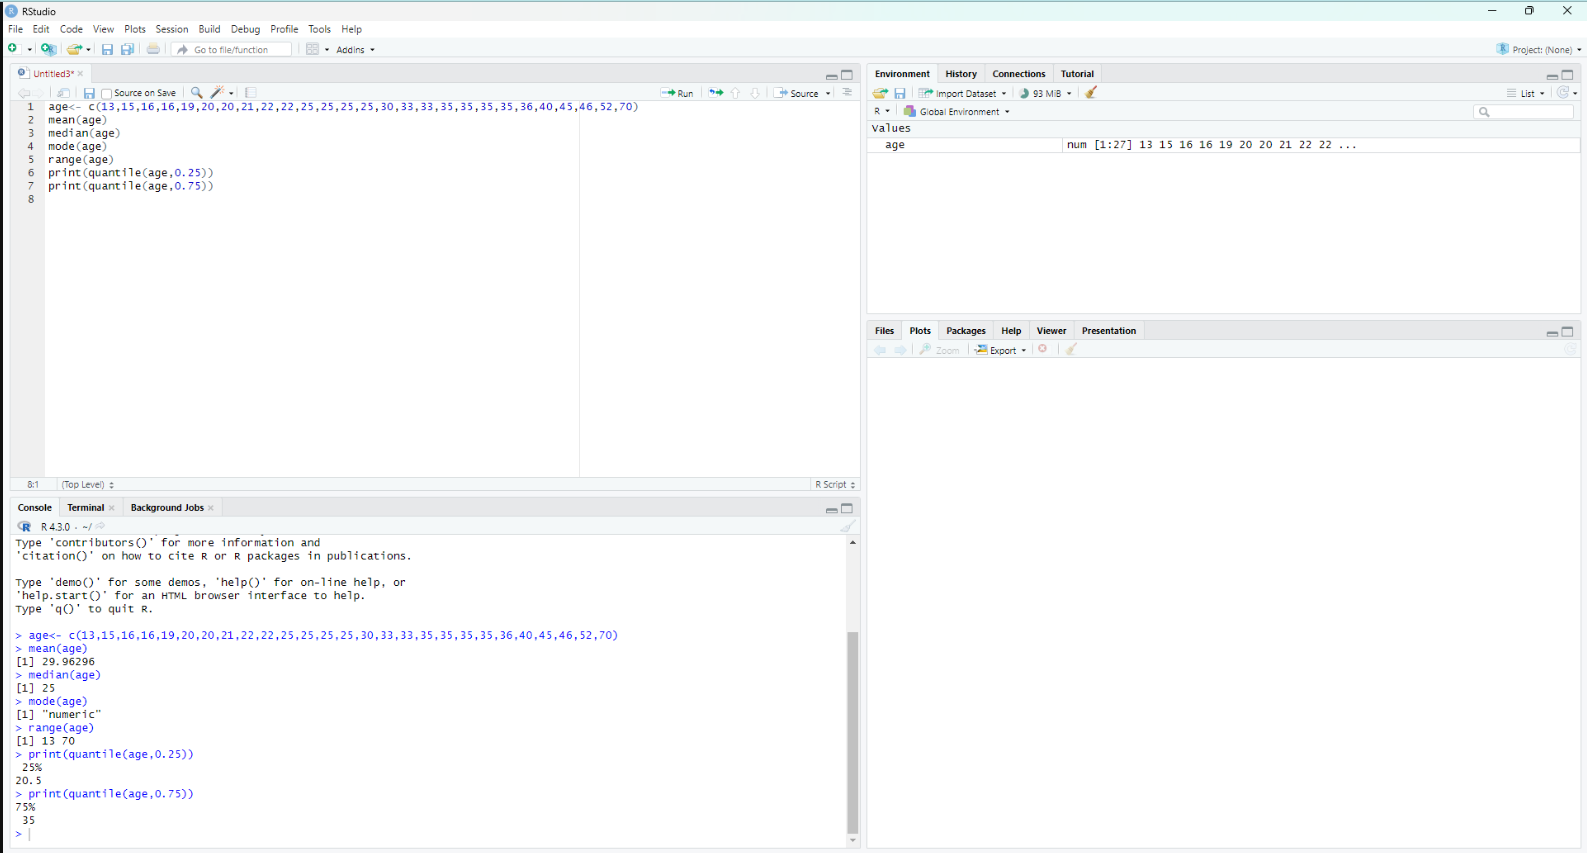 RStudio
File Edit Code View Plots Session Build Debug Profile Tools Help
Go to file/function Addins Project: (None)
Untitled3*
Source on Save Run Source
1 age<- c(13,15,16,16,19,20,20,21,22,22,25,25,25,25,30,33,33,35,35,35,35,36,40,45,46,52,70)
2 mean(age)
3 median(age)
4 mode(age)
5 range(age)
6 print(quantile(age,0.25))
7 print(quantile(age,0.75))
8
8:1 (Top Level) R Script
Console Terminal Background Jobs
R 4.3.0 · ~/
Type 'contributors()' for more information and
'citation()' on how to cite R or R packages in publications.
Type 'demo()' for some demos, 'help()' for on-line help, or
'help.start()' for an HTML browser interface to help.
Type 'q()' to quit R.
> age<- c(13,15,16,16,19,20,20,21,22,22,25,25,25,25,30,33,33,35,35,35,35,36,40,45,46,52,70)
> mean(age)
[1] 29.96296
> median(age)
[1] 25
> mode(age)
[1] "numeric"
> range(age)
[1] 13 70
> print(quantile(age,0.25))
25%
20.5
> print(quantile(age,0.75))
75%
35
>
Environment History Connections Tutorial
Import Dataset 93 MiB List
R Global Environment
Values
age num [1:27] 13 15 16 16 19 20 20 21 22 22 ...
Files Plots Packages Help Viewer Presentation
Zoom Export